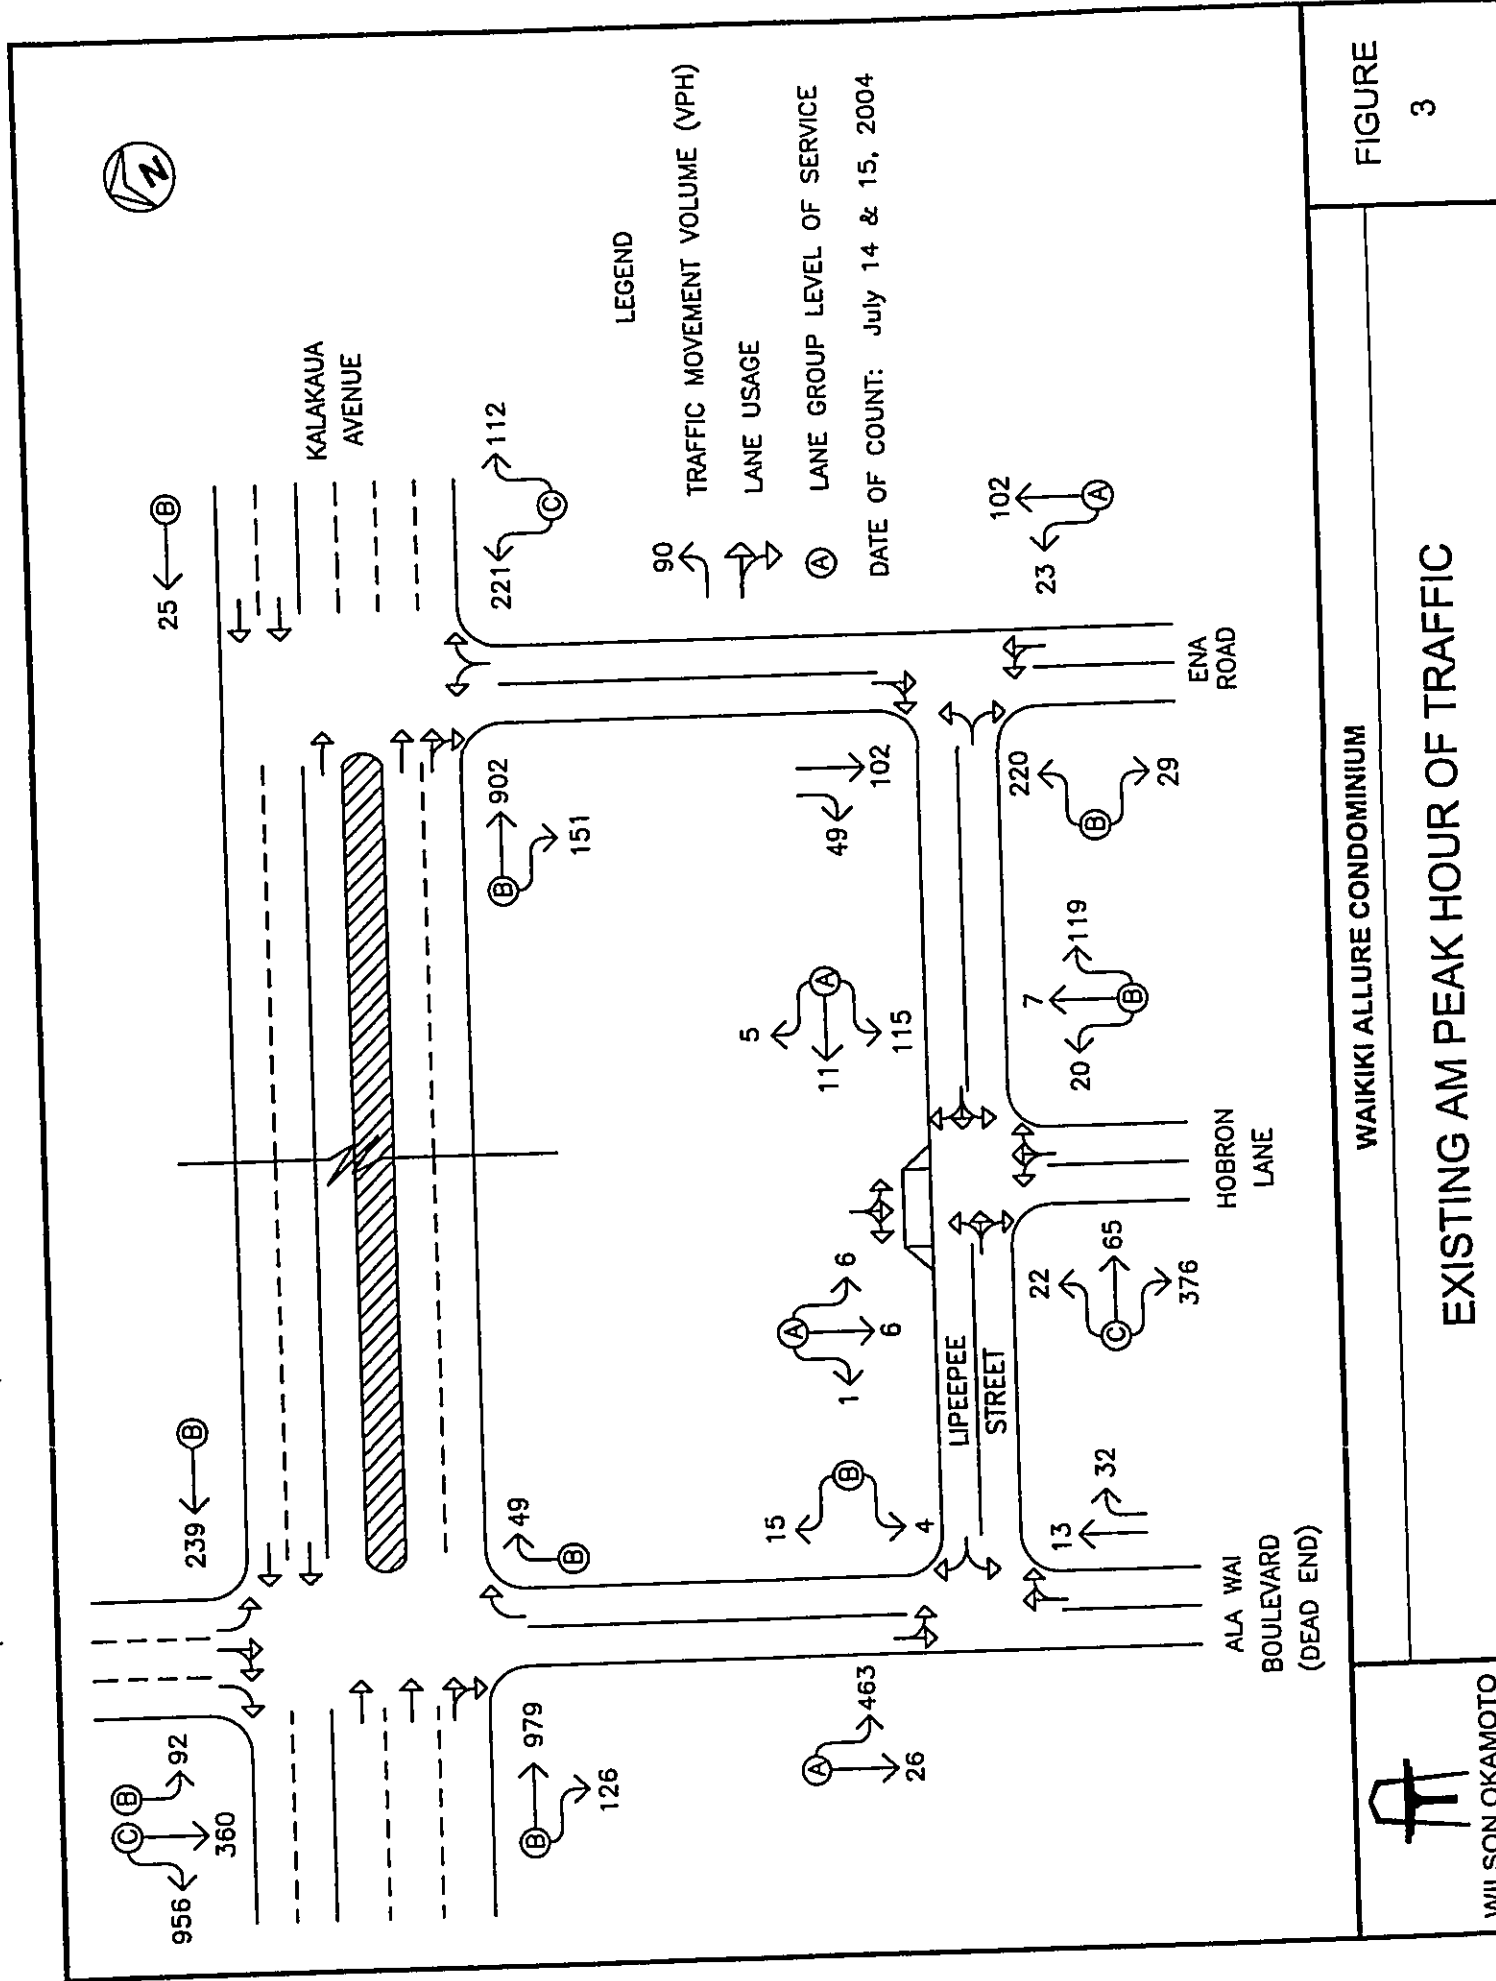 956
C
360
B
92
239
B
25
B
KALAKAUA
AVENUE
N
B
979
126
49
B
B
902
151
221
C
112
LEGEND
90
TRAFFIC MOVEMENT VOLUME (VPH)
LANE USAGE
A
LANE GROUP LEVEL OF SERVICE
DATE OF COUNT: July 14 & 15, 2004
A
463
26
15
B
4
A
1
6
6
5
11
A
115
49
102
LIPEEPEE
STREET
13
32
22
C
65
376
20
7
119
B
220
B
29
23
102
A
ALA WAI
BOULEVARD
(DEAD END)
HOBRON
LANE
ENA
ROAD
WILSON OKAMOTO
WAIKIKI ALLURE CONDOMINIUM
EXISTING AM PEAK HOUR OF TRAFFIC
FIGURE
3